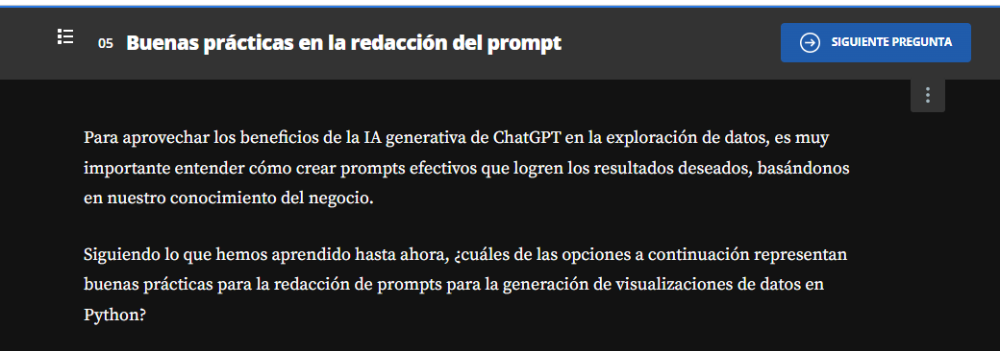 05 Buenas prácticas en la redacción del prompt
SIGUIENTE PREGUNTA
Para aprovechar los beneficios de la IA generativa de ChatGPT en la exploración de datos, es muy
importante entender cómo crear prompts efectivos que logren los resultados deseados, basándonos
en nuestro conocimiento del negocio.
Siguiendo lo que hemos aprendido hasta ahora, ¿cuáles de las opciones a continuación representan
buenas prácticas para la redacción de prompts para la generación de visualizaciones de datos en
Python?